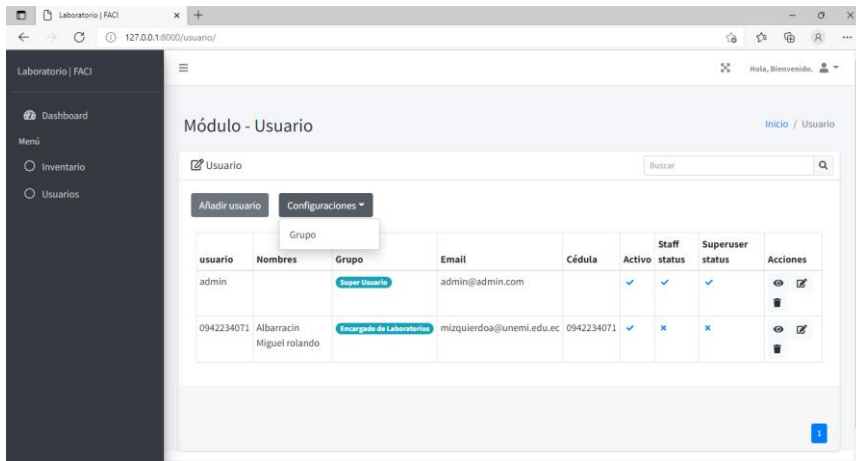 Laboratorio | FACI
127.0.0.1:8000/usuario/
Laboratorio | FACI
Hola, Bienvenido.
Dashboard
Menú
Inventario
Usuarios
Módulo - Usuario
Inicio / Usuario
Usuario
Buscar
Añadir usuario
Configuraciones
Grupo
usuario Nombres Grupo Email Cédula Activo Staff status Superuser status Acciones
admin Super Usuario admin@admin.com
0942234071 Albarracin Miguel rolando Encargado de Laboratorios mizquierdoa@unemi.edu.ec 0942234071
1